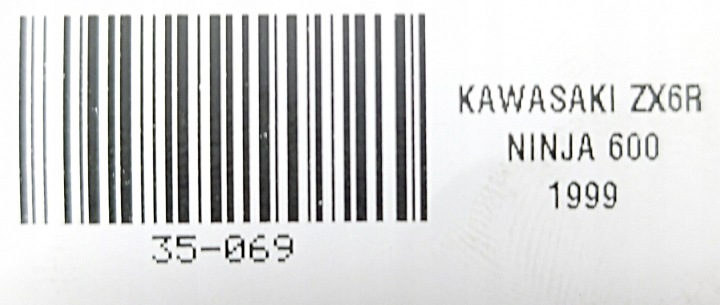 35-069
KAWASAKI ZX6R
NINJA 600
1999